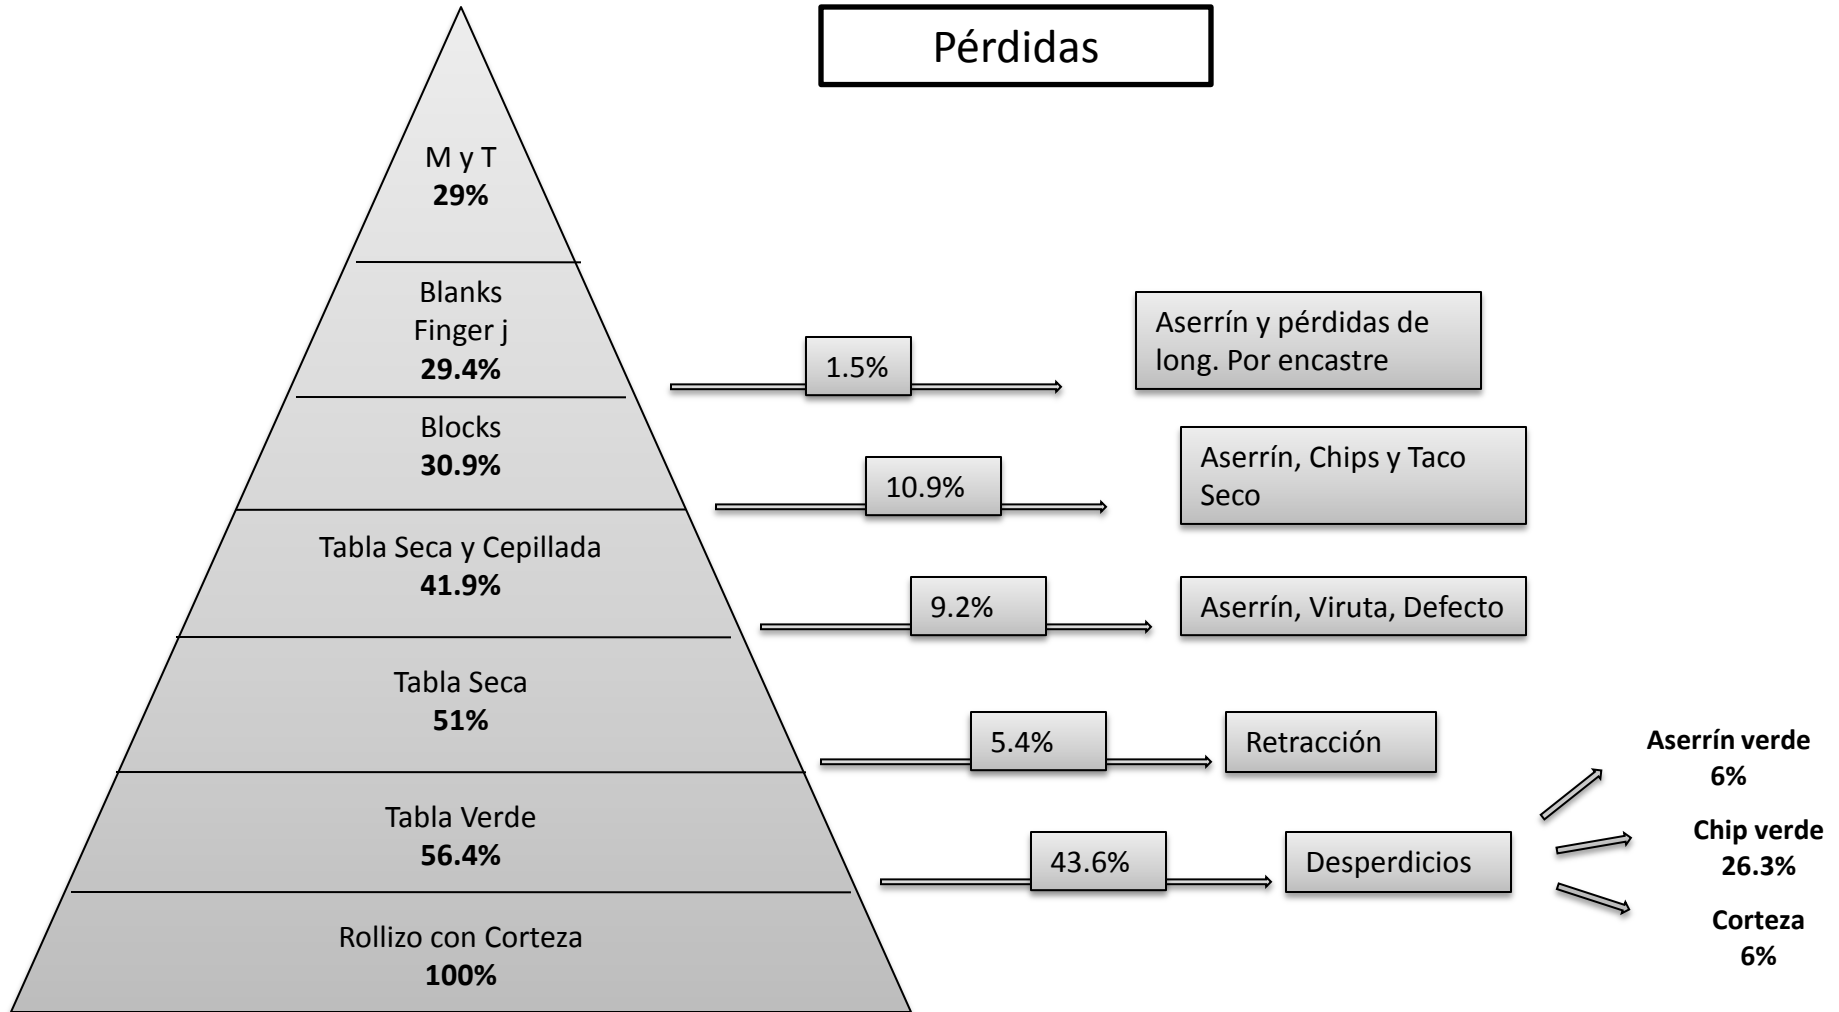 Pérdidas
M y T
29%
Blanks
Finger j
29.4%
1.5%
Aserrín y pérdidas de
long. Por encastre
Blocks
30.9%
10.9%
Aserrín, Chips y Taco
Seco
Tabla Seca y Cepillada
41.9%
9.2%
Aserrín, Viruta, Defecto
Tabla Seca
51%
5.4%
Retracción
Tabla Verde
56.4%
43.6%
Desperdicios
Aserrín verde
6%
Chip verde
26.3%
Corteza
6%
Rollizo con Corteza
100%